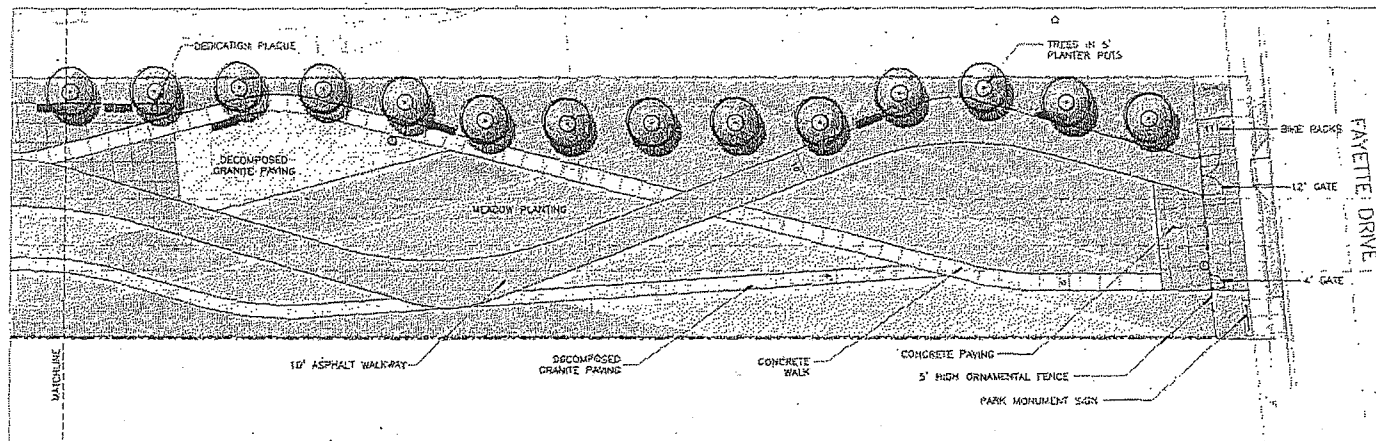 DEDICATION PLAQUE
TREES IN 5'
PLANTER POTS
BIKE RACKS
12' GATE
FAYETTE DRIVE
DECOMPOSED
GRANITE PAVING
MEADOW PLANTING
4' GATE
MATCHLINE
10' ASPHALT WALKWAY
DECOMPOSED
GRANITE PAVING
CONCRETE
WALK
CONCRETE PAVING
5' HIGH ORNAMENTAL FENCE
PARK MONUMENT SIGN